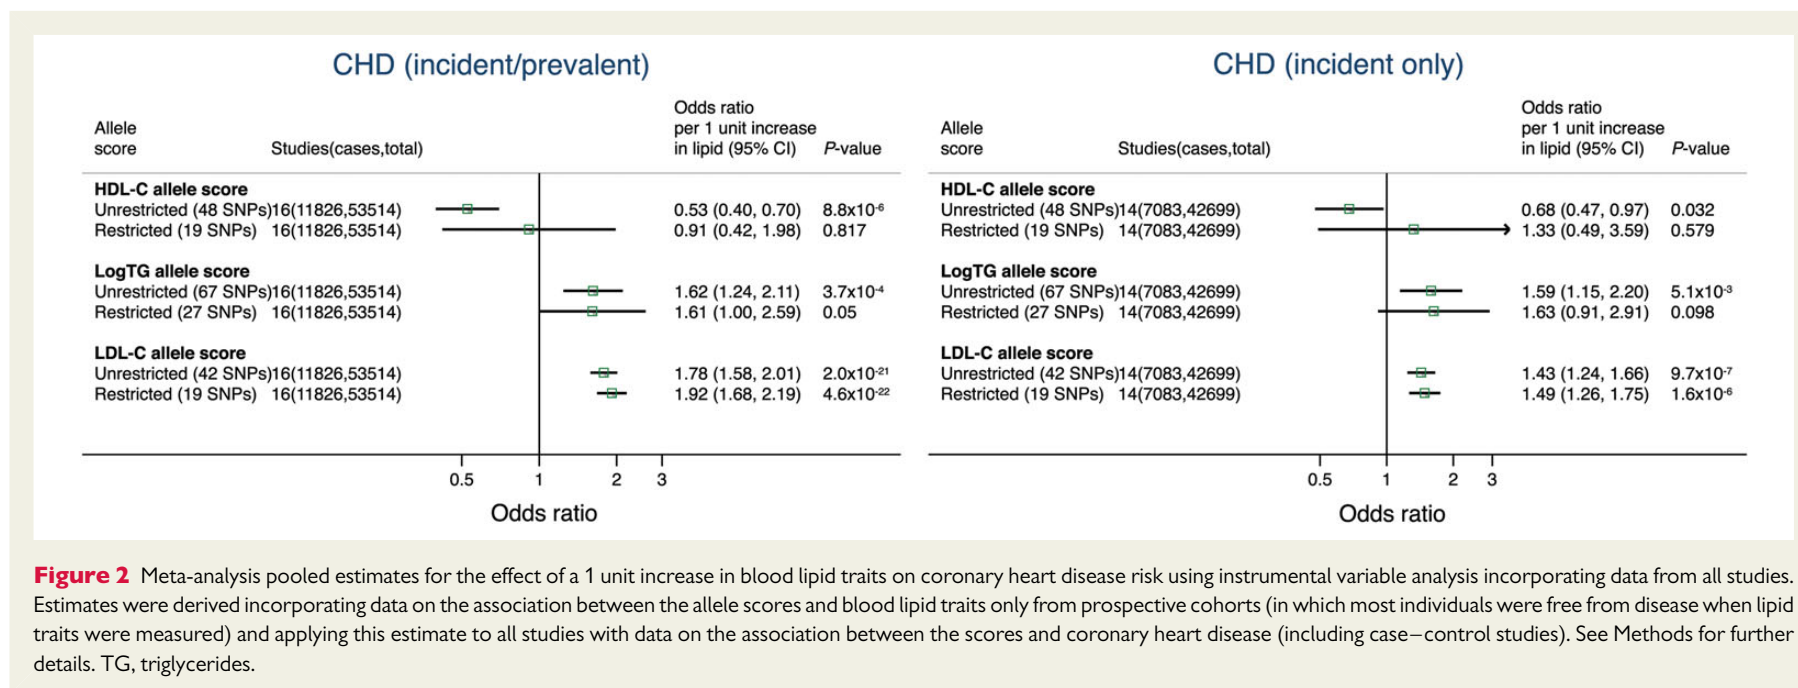 CHD (incident/prevalent)
Allele score Studies(cases,total) Odds ratio per 1 unit increase in lipid (95% CI) P-value
HDL-C allele score
Unrestricted (48 SNPs)16(11826,53514) 0.53 (0.40, 0.70) 8.8x10⁻⁶
Restricted (19 SNPs) 16(11826,53514) 0.91 (0.42, 1.98) 0.817
LogTG allele score
Unrestricted (67 SNPs)16(11826,53514) 1.62 (1.24, 2.11) 3.7x10⁻⁴
Restricted (27 SNPs) 16(11826,53514) 1.61 (1.00, 2.59) 0.05
LDL-C allele score
Unrestricted (42 SNPs)16(11826,53514) 1.78 (1.58, 2.01) 2.0x10⁻²¹
Restricted (19 SNPs) 16(11826,53514) 1.92 (1.68, 2.19) 4.6x10⁻²²
0.5 1 2 3
Odds ratio
CHD (incident only)
Allele score Studies(cases,total) Odds ratio per 1 unit increase in lipid (95% CI) P-value
HDL-C allele score
Unrestricted (48 SNPs)14(7083,42699) 0.68 (0.47, 0.97) 0.032
Restricted (19 SNPs) 14(7083,42699) 1.33 (0.49, 3.59) 0.579
LogTG allele score
Unrestricted (67 SNPs)14(7083,42699) 1.59 (1.15, 2.20) 5.1x10⁻³
Restricted (27 SNPs) 14(7083,42699) 1.63 (0.91, 2.91) 0.098
LDL-C allele score
Unrestricted (42 SNPs)14(7083,42699) 1.43 (1.24, 1.66) 9.7x10⁻⁷
Restricted (19 SNPs) 14(7083,42699) 1.49 (1.26, 1.75) 1.6x10⁻⁶
0.5 1 2 3
Odds ratio
Figure 2 Meta-analysis pooled estimates for the effect of a 1 unit increase in blood lipid traits on coronary heart disease risk using instrumental variable analysis incorporating data from all studies.
Estimates were derived incorporating data on the association between the allele scores and blood lipid traits only from prospective cohorts (in which most individuals were free from disease when lipid
traits were measured) and applying this estimate to all studies with data on the association between the scores and coronary heart disease (including case–control studies). See Methods for further
details. TG, triglycerides.